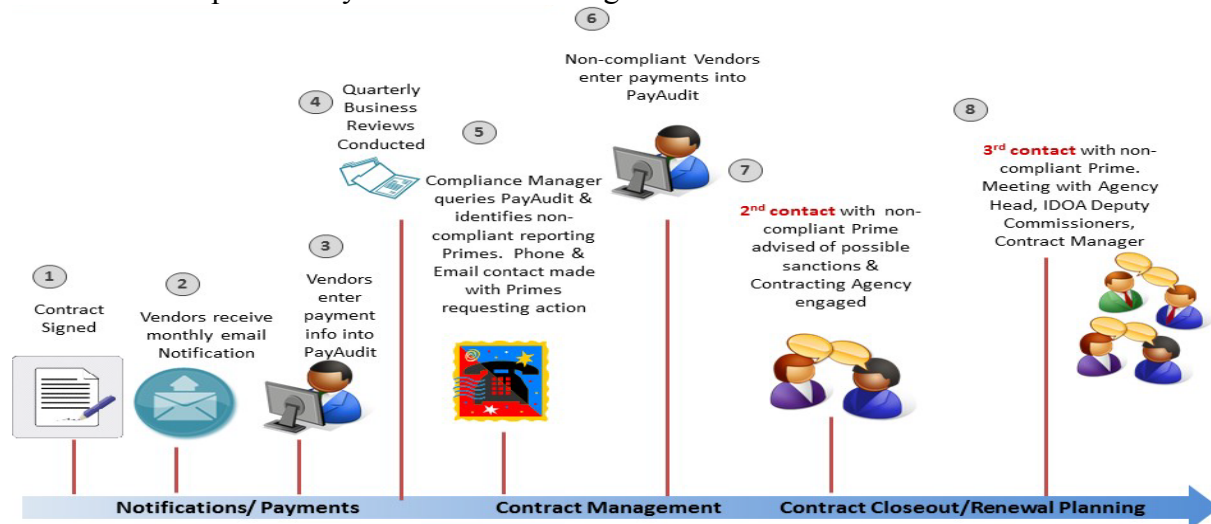 1
Contract
Signed
2
Vendors receive
monthly email
Notification
3
Vendors
enter
payment
info into
PayAudit
4
Quarterly
Business
Reviews
Conducted
5
Compliance Manager
queries PayAudit &
identifies non-
compliant reporting
Primes. Phone &
Email contact made
with Primes
requesting action
6
Non-compliant Vendors
enter payments into
PayAudit
7
2nd contact with non-
compliant Prime
advised of possible
sanctions &
Contracting Agency
engaged
8
3rd contact with non-
compliant Prime.
Meeting with Agency
Head, IDOA Deputy
Commissioners,
Contract Manager
Notifications/ Payments
Contract Management
Contract Closeout/Renewal Planning